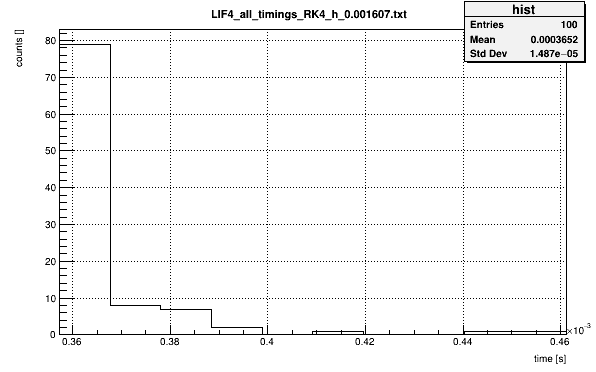 LIF4_all_timings_RK4_h_0.001607.txt
hist
Entries 100
Mean 0.0003652
Std Dev 1.487e−05
counts []
80
70
60
50
40
30
20
10
0
0.36 0.38 0.4 0.42 0.44 0.46
×10⁻³
time [s]